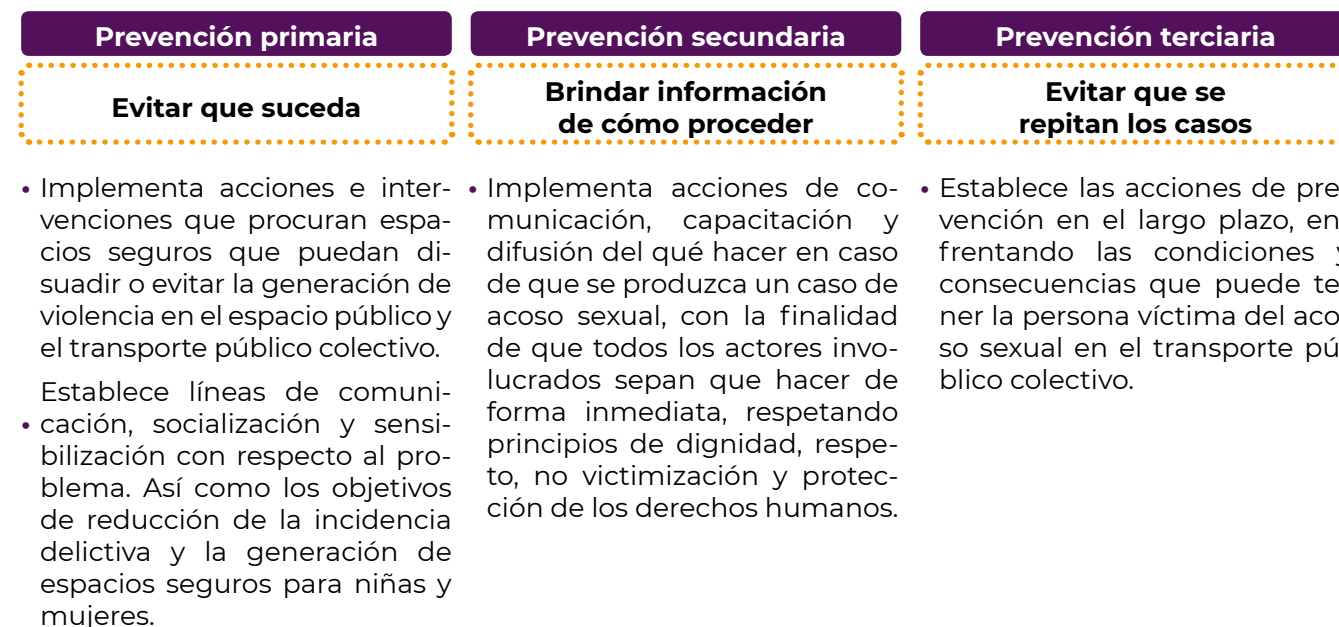 Prevención primaria
Evitar que suceda
• Implementa acciones e inter-
venciones que procuran espa-
cios seguros que puedan di-
suadir o evitar la generación de
violencia en el espacio público y
el transporte público colectivo.
Establece líneas de comuni-
• cación, socialización y sensi-
bilización con respecto al pro-
blema. Así como los objetivos
de reducción de la incidencia
delictiva y la generación de
espacios seguros para niñas y
mujeres.
Prevención secundaria
Brindar información
de cómo proceder
• Implementa acciones de co-
municación, capacitación y
difusión del qué hacer en caso
de que se produzca un caso de
acoso sexual, con la finalidad
de que todos los actores invo-
lucrados sepan que hacer de
forma inmediata, respetando
principios de dignidad, respe-
to, no victimización y protec-
ción de los derechos humanos.
Prevención terciaria
Evitar que se
repitan los casos
• Establece las acciones de pre
vención en el largo plazo, en
frentando las condiciones y
consecuencias que puede te
ner la persona víctima del aco
so sexual en el transporte pú
blico colectivo.